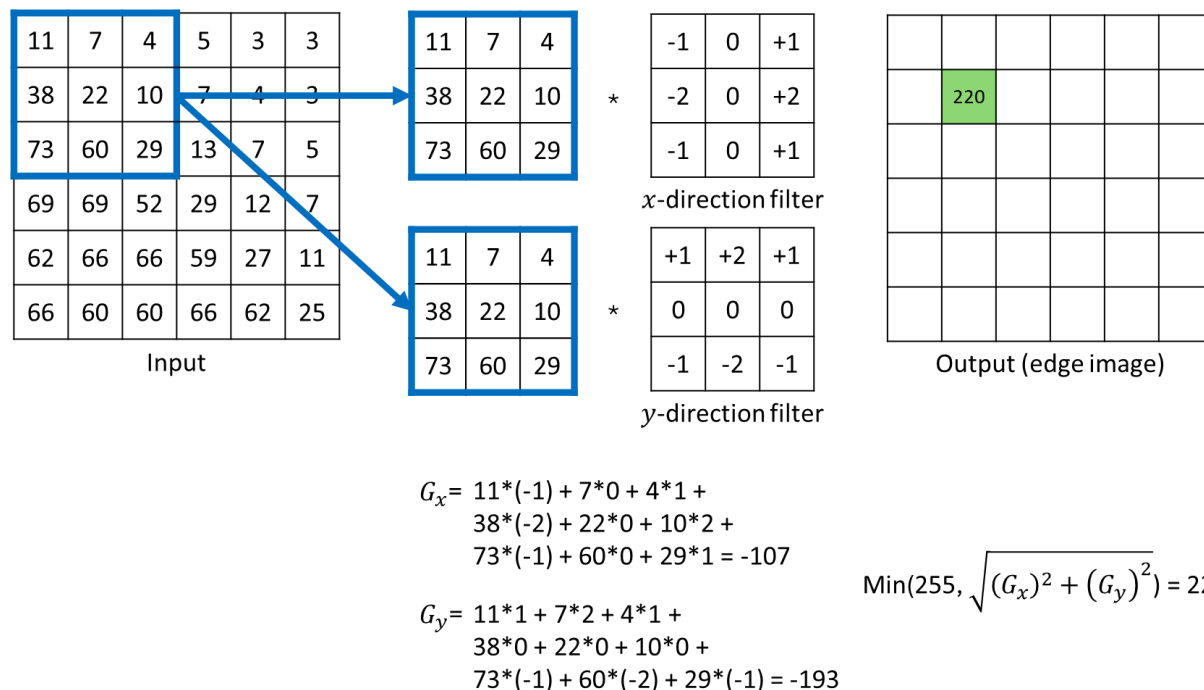 11 7 4 5 3 3
38 22 10 7 4 3
73 60 29 13 7 5
69 69 52 29 12 7
62 66 66 59 27 11
66 60 60 66 62 25
Input
11 7 4
38 22 10
73 60 29
*
-1 0 +1
-2 0 +2
-1 0 +1
x-direction filter
11 7 4
38 22 10
73 60 29
*
+1 +2 +1
0 0 0
-1 -2 -1
y-direction filter
220
Output (edge image)
Gₓ= 11*(-1) + 7*0 + 4*1 +
38*(-2) + 22*0 + 10*2 +
73*(-1) + 60*0 + 29*1 = -107
G_y= 11*1 + 7*2 + 4*1 +
38*0 + 22*0 + 10*0 +
73*(-1) + 60*(-2) + 29*(-1) = -193
Min(255, √((Gₓ)² + (G_y)²)) = 22